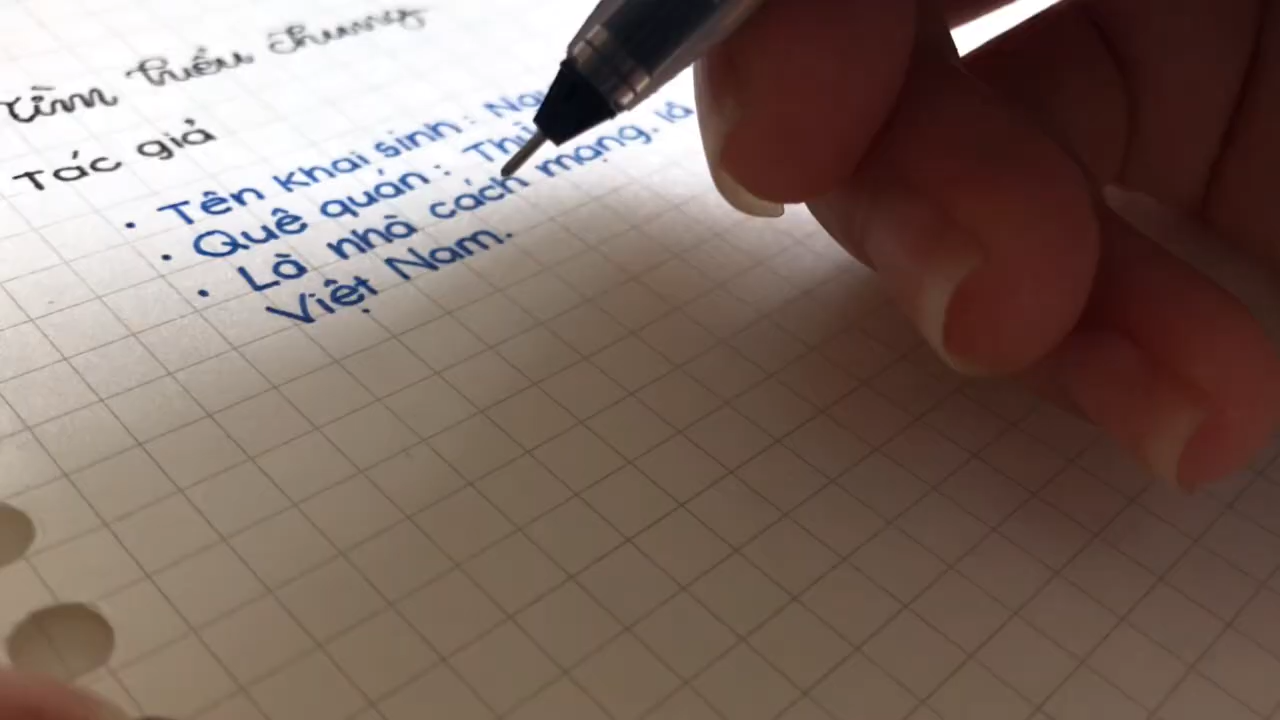 Tìm hiểu chung
Tác giả
• Tên khai sinh:
• Quê quán:
• Là nhà cách mạng, là
Việt Nam.